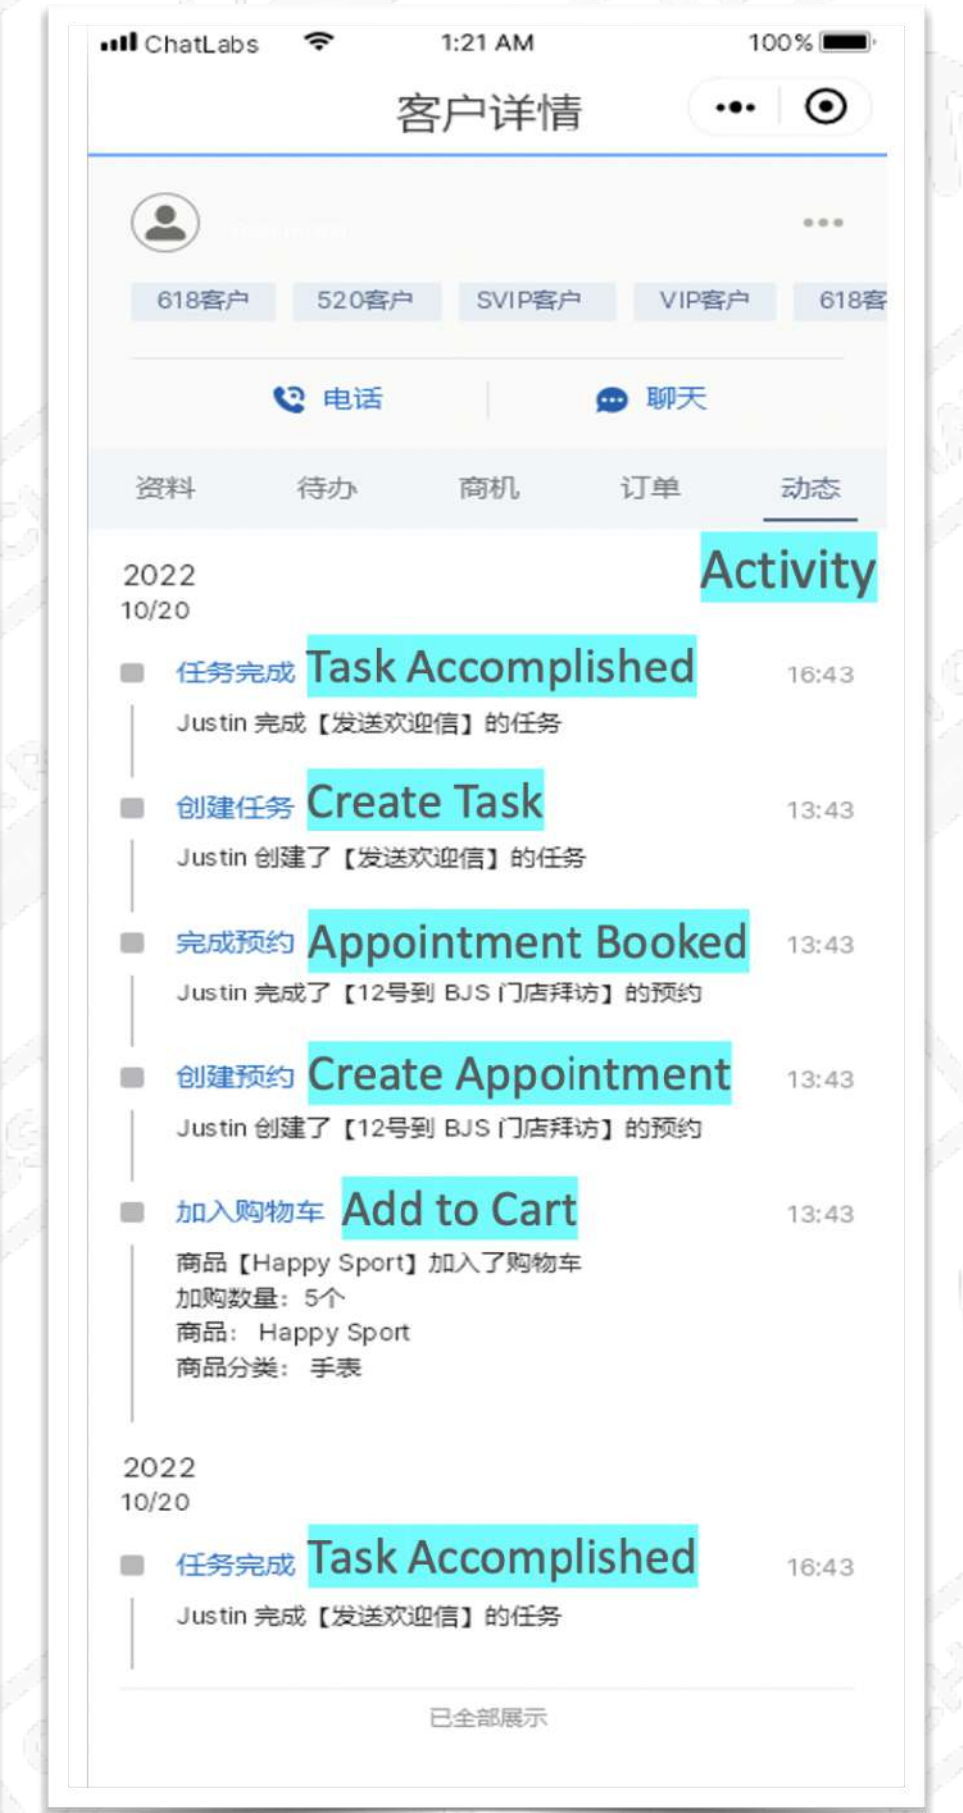 ChatLabs 1:21 AM 100%
客户详情
618客户 520客户 SVIP客户 VIP客户 618客
电话 聊天
资料 待办 商机 订单 动态
Activity
2022
10/20
任务完成 Task Accomplished 16:43
Justin 完成【发送欢迎信】的任务
创建任务 Create Task 13:43
Justin 创建了【发送欢迎信】的任务
完成预约 Appointment Booked 13:43
Justin 完成了【12号到 BJS 门店拜访】的预约
创建预约 Create Appointment 13:43
Justin 创建了【12号到 BJS 门店拜访】的预约
加入购物车 Add to Cart 13:43
商品【Happy Sport】加入了购物车
加购数量：5个
商品： Happy Sport
商品分类： 手表
2022
10/20
任务完成 Task Accomplished 16:43
Justin 完成【发送欢迎信】的任务
已全部展示